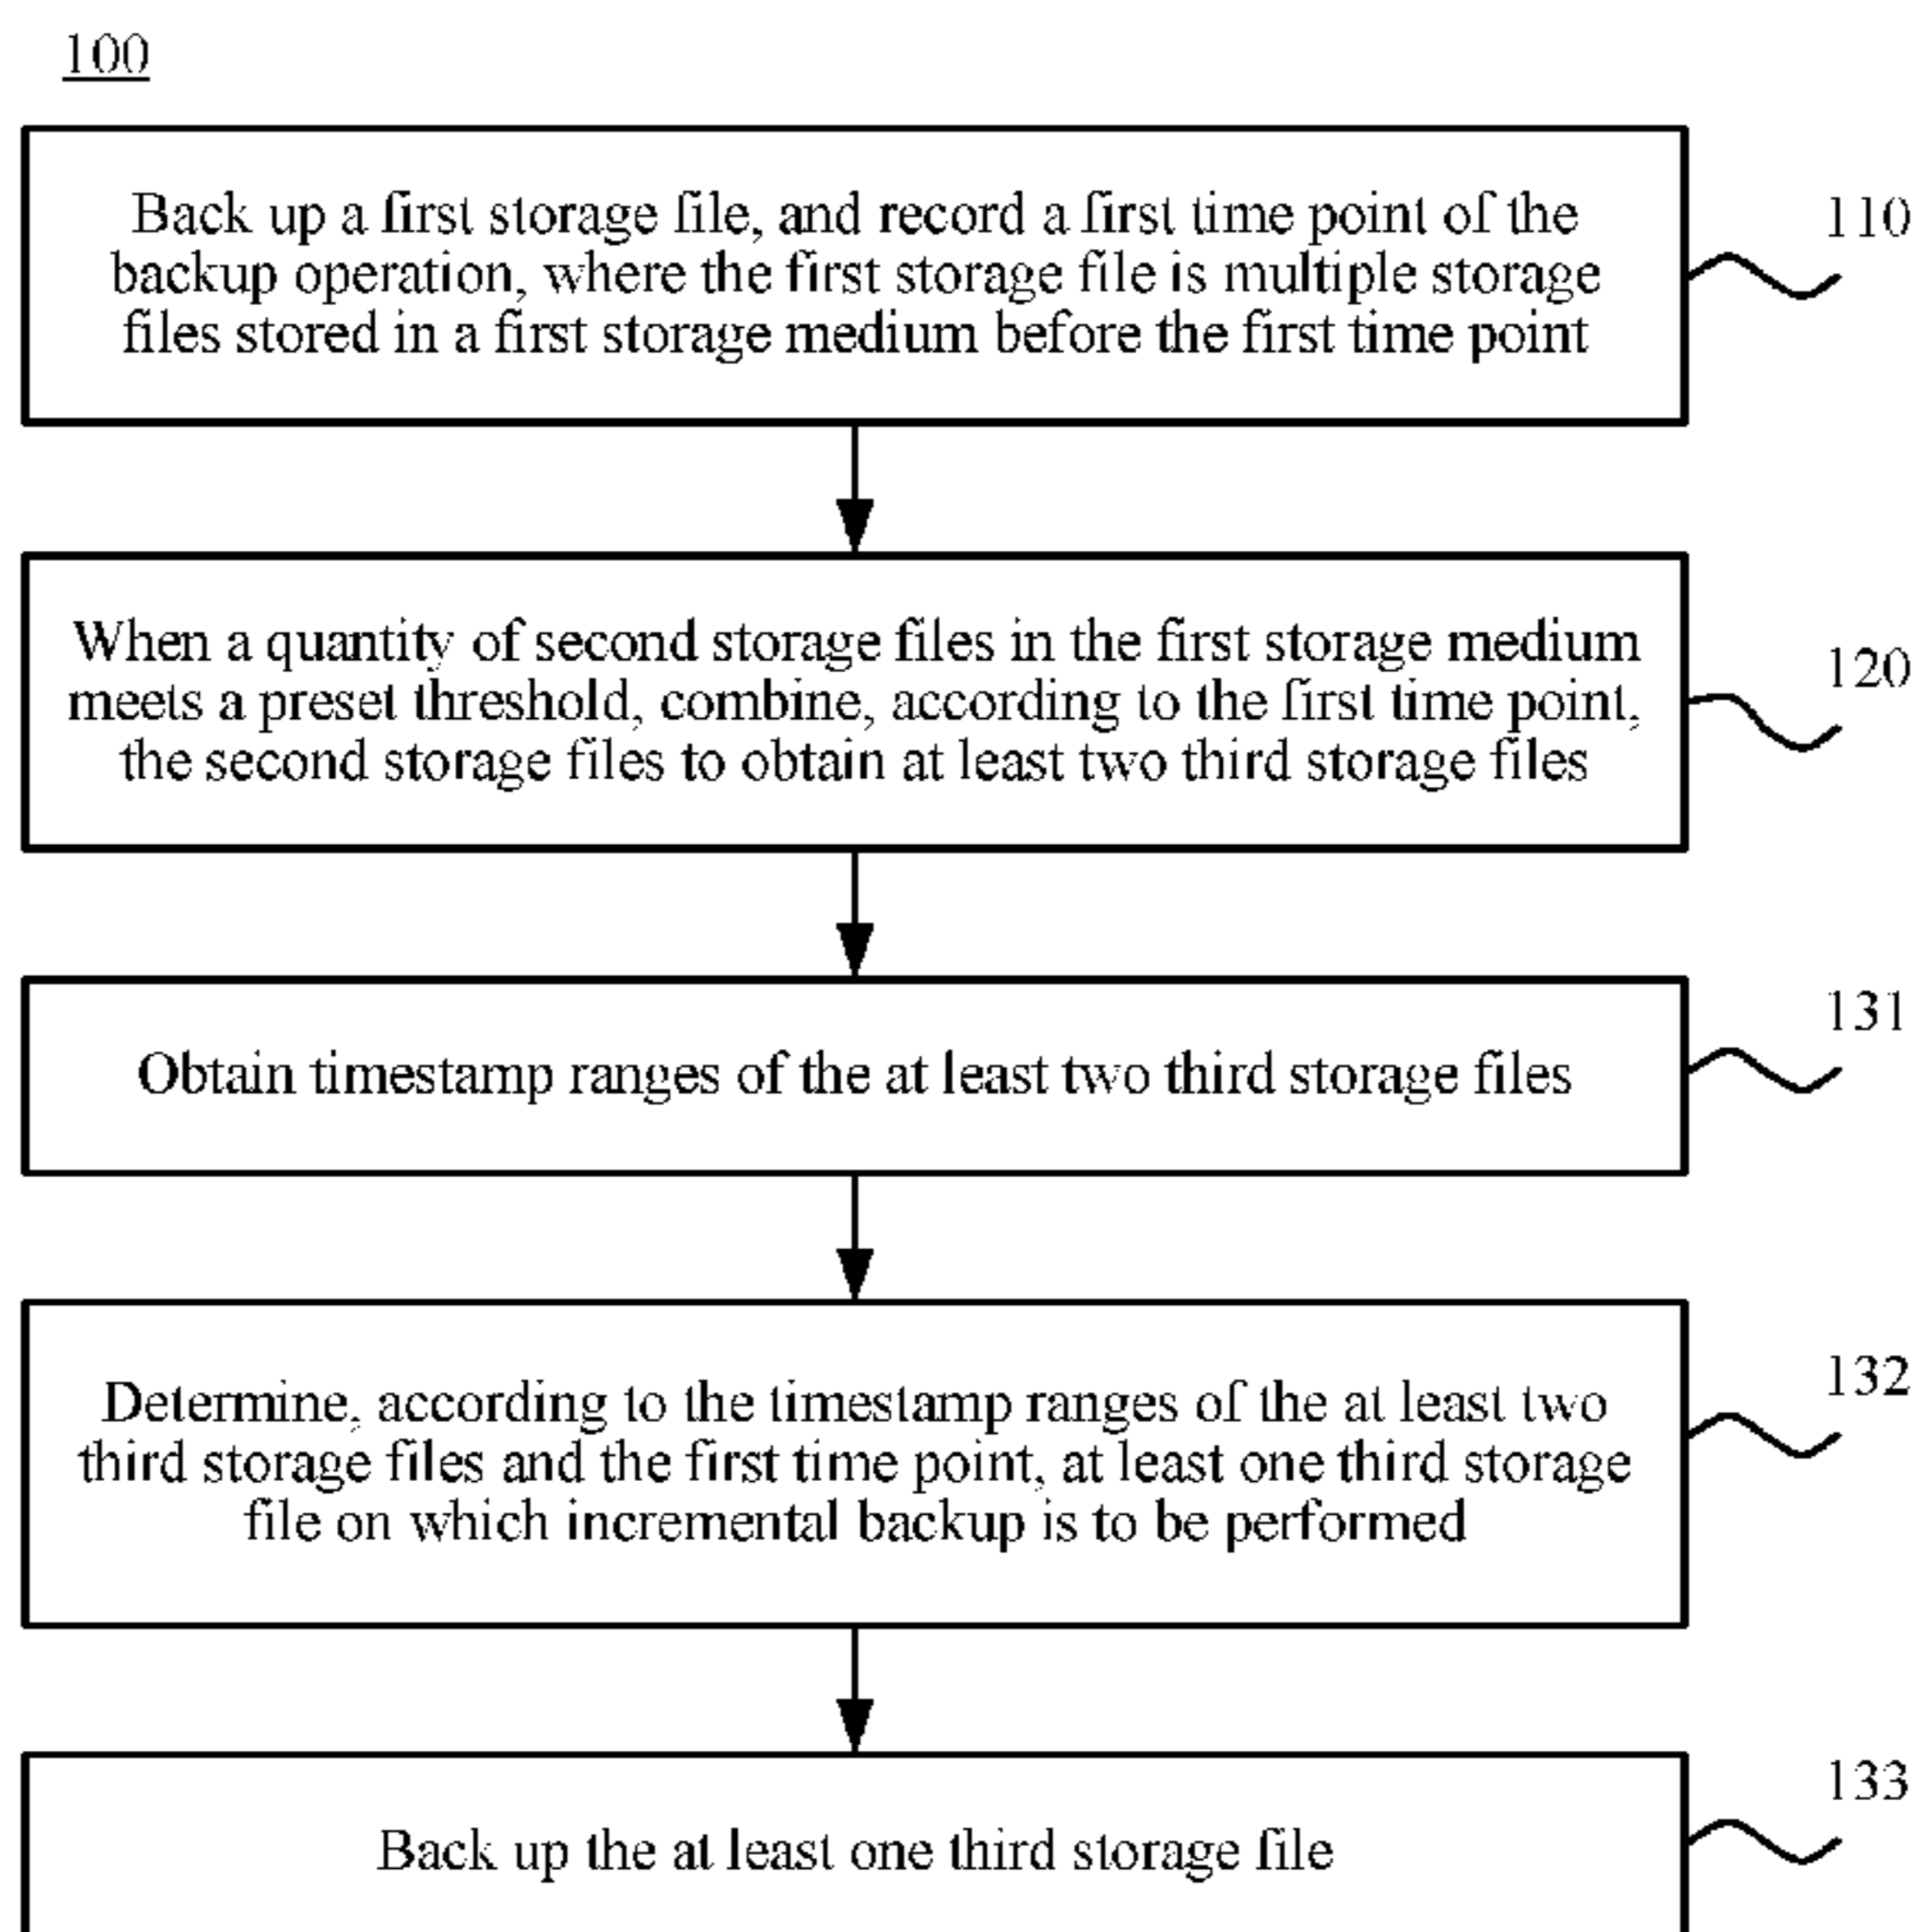 100
Back up a first storage file, and record a first time point of the
backup operation, where the first storage file is multiple storage
files stored in a first storage medium before the first time point
110
When a quantity of second storage files in the first storage medium
meets a preset threshold, combine, according to the first time point,
the second storage files to obtain at least two third storage files
120
Obtain timestamp ranges of the at least two third storage files
131
Determine, according to the timestamp ranges of the at least two
third storage files and the first time point, at least one third storage
file on which incremental backup is to be performed
132
Back up the at least one third storage file
133